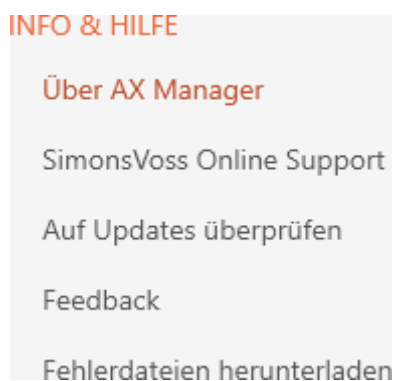 INFO & HILFE
Über AX Manager
SimonsVoss Online Support
Auf Updates überprüfen
Feedback
Fehlerdateien herunterladen